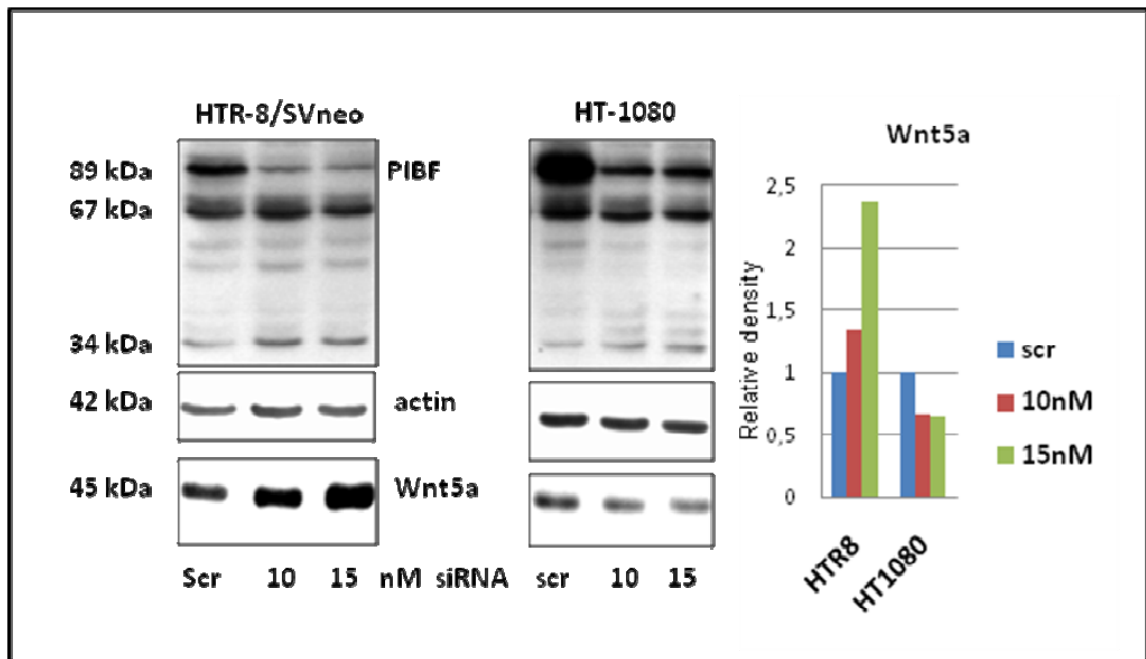 HTR-8/SVneo
HT-1080
89 kDa
PIBF
67 kDa
34 kDa
42 kDa
actin
45 kDa
Wnt5a
Scr 10 15 nM siRNA scr 10 15
Wnt5a
Relative density
2,5
2
1,5
1
0,5
0
HTR8
HT1080
scr
10nM
15nM